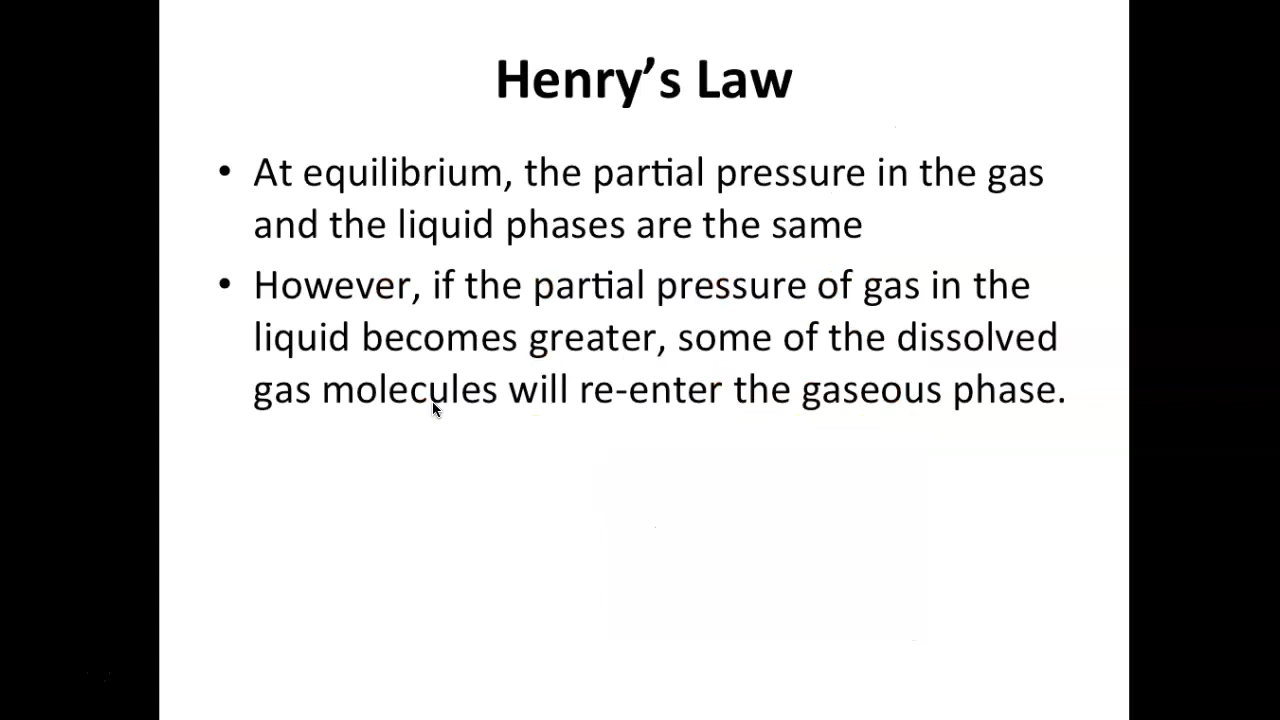 Henry’s Law
• At equilibrium, the partial pressure in the gas
and the liquid phases are the same
• However, if the partial pressure of gas in the
liquid becomes greater, some of the dissolved
gas molecules will re-enter the gaseous phase.